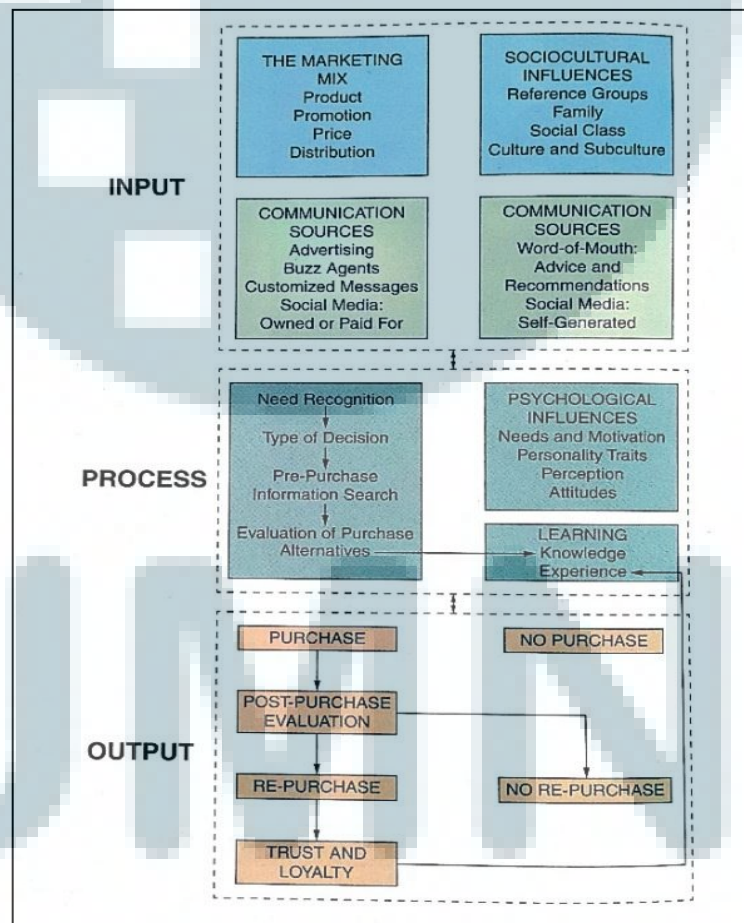 INPUT
THE MARKETING
MIX
Product
Promotion
Price
Distribution
SOCIOCULTURAL
INFLUENCES
Reference Groups
Family
Social Class
Culture and Subculture
COMMUNICATION
SOURCES
Advertising
Buzz Agents
Customized Messages
Social Media:
Owned or Paid For
COMMUNICATION
SOURCES
Word-of-Mouth:
Advice and
Recommendations
Social Media:
Self-Generated
PROCESS
Need Recognition
Type of Decision
Pre-Purchase
Information Search
Evaluation of Purchase
Alternatives
PSYCHOLOGICAL
INFLUENCES
Needs and Motivation
Personality Traits
Perception
Attitudes
LEARNING
Knowledge
Experience
OUTPUT
PURCHASE
NO PURCHASE
POST-PURCHASE
EVALUATION
RE-PURCHASE
NO RE-PURCHASE
TRUST AND
LOYALTY
UMN